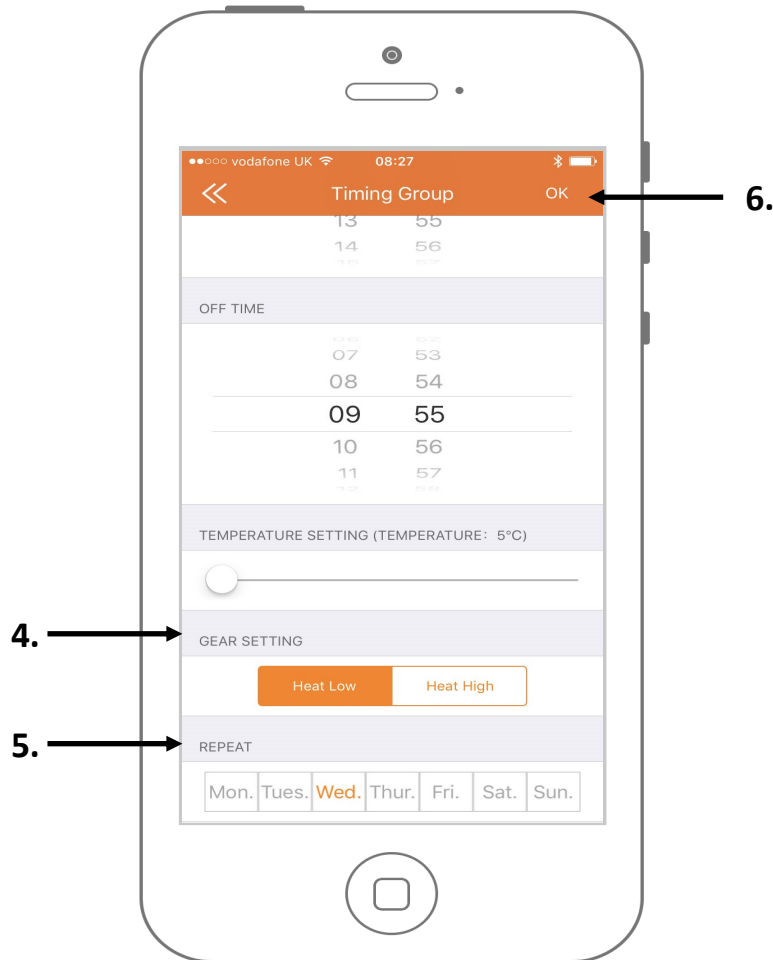 vodafone UK 08:27
Timing Group OK
6.
13 55
14 56
15 57
OFF TIME
07 53
08 54
09 55
10 56
11 57
TEMPERATURE SETTING (TEMPERATURE: 5°C)
4.
GEAR SETTING
Heat Low Heat High
5.
REPEAT
Mon. Tues. Wed. Thur. Fri. Sat. Sun.